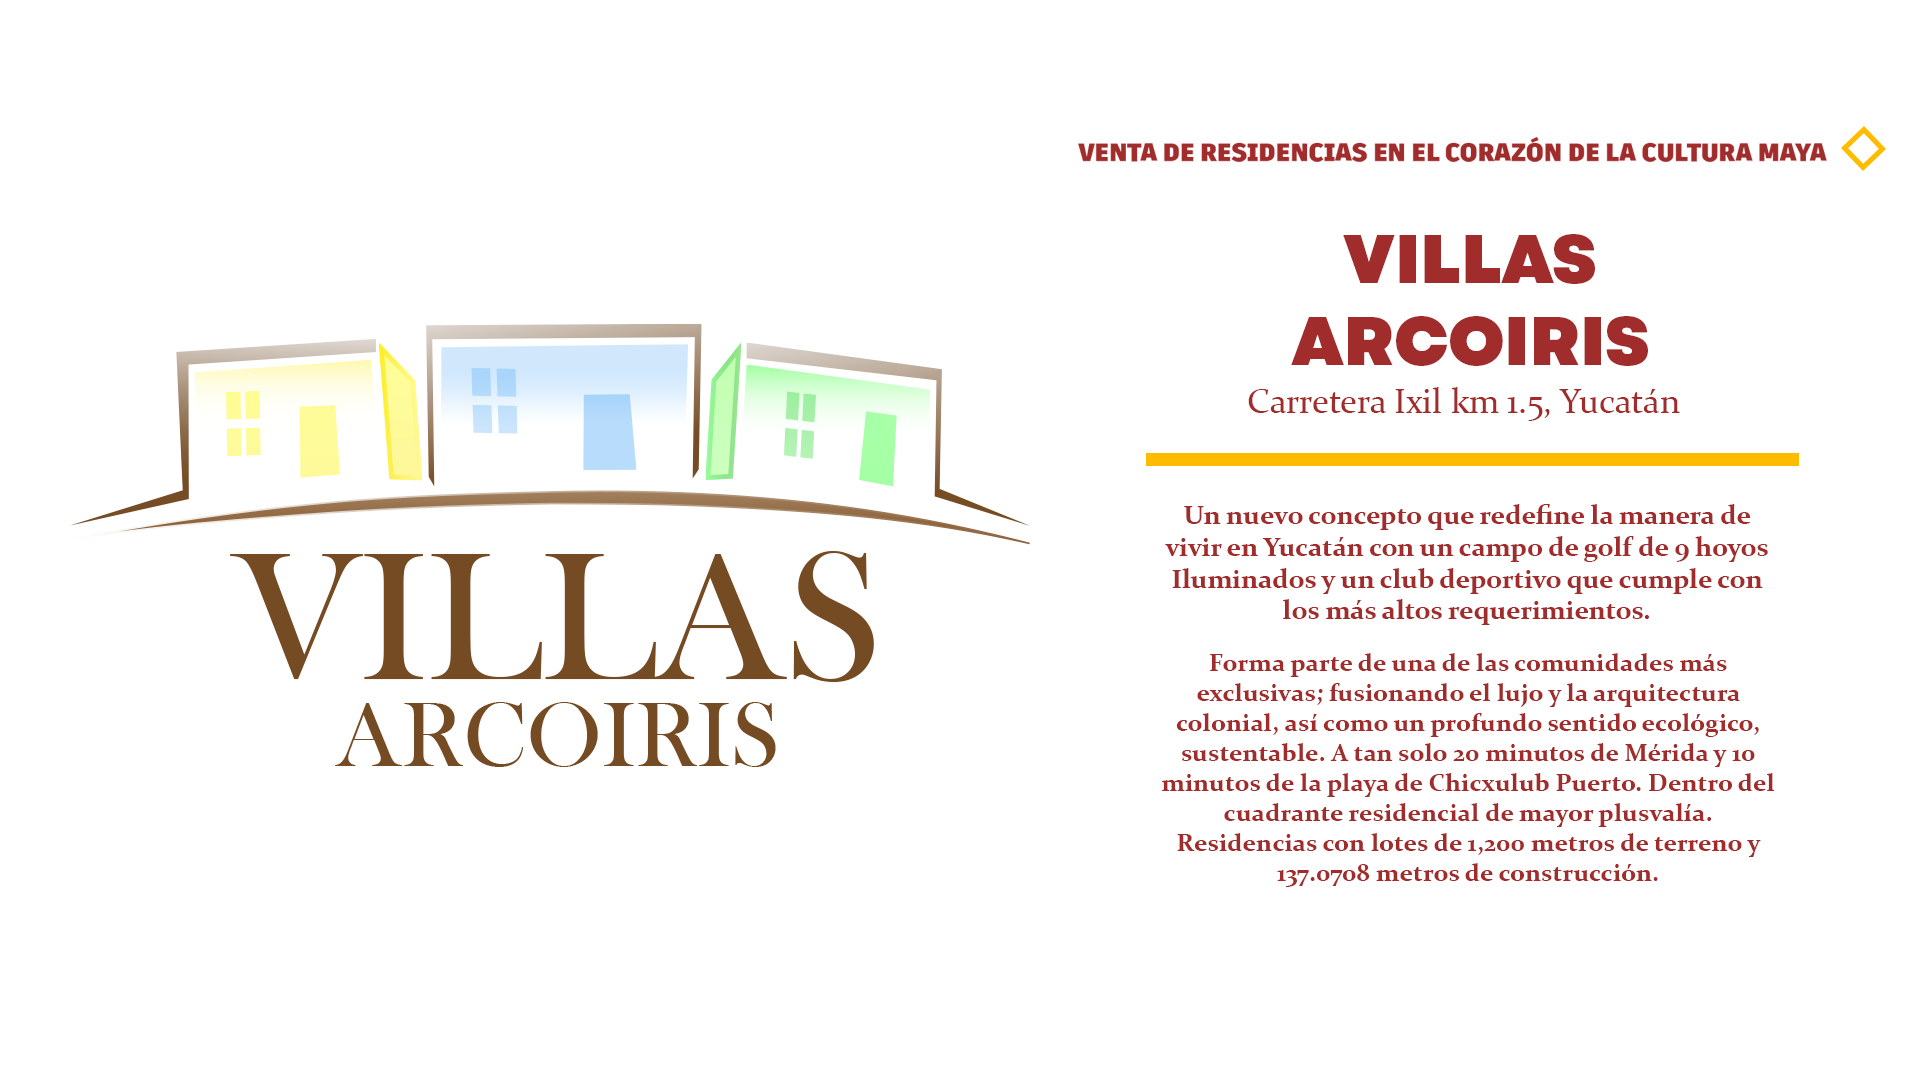 VILLAS
ARCOIRIS
VENTA DE RESIDENCIAS EN EL CORAZÓN DE LA CULTURA MAYA
VILLAS
ARCOIRIS
Carretera Ixil km 1.5, Yucatán
Un nuevo concepto que redefine la manera de
vivir en Yucatán con un campo de golf de 9 hoyos
Iluminados y un club deportivo que cumple con
los más altos requerimientos.
Forma parte de una de las comunidades más
exclusivas; fusionando el lujo y la arquitectura
colonial, así como un profundo sentido ecológico,
sustentable. A tan solo 20 minutos de Mérida y 10
minutos de la playa de Chicxulub Puerto. Dentro del
cuadrante residencial de mayor plusvalía.
Residencias con lotes de 1,200 metros de terreno y
137.0708 metros de construcción.